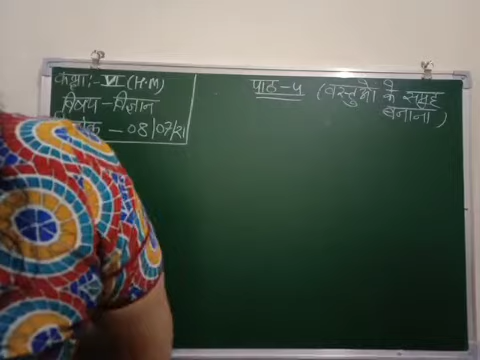 कक्षा:- VI (H.M)
विषय - विज्ञान
- 08/07/21
पाठ - ५ (वस्तुओं के समूह
बनाना)